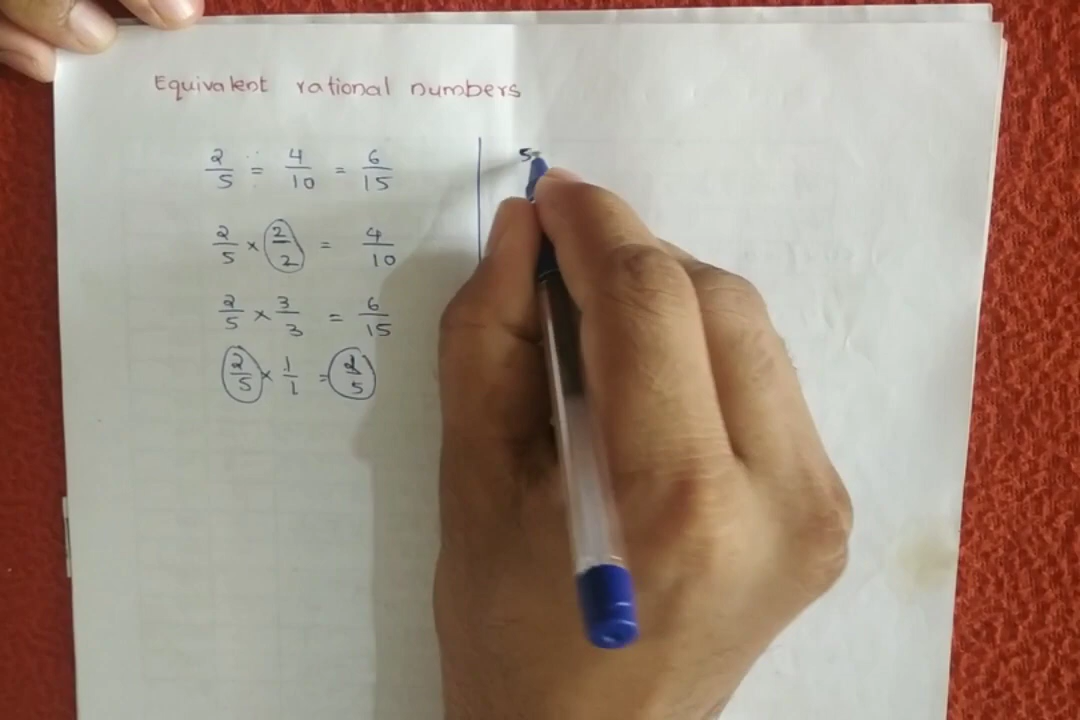 Equivalent rational numbers
2/5 = 4/10 = 6/15
2/5 × 2/2 = 4/10
2/5 × 3/3 = 6/15
2/5 × 1/1 = 2/5
5